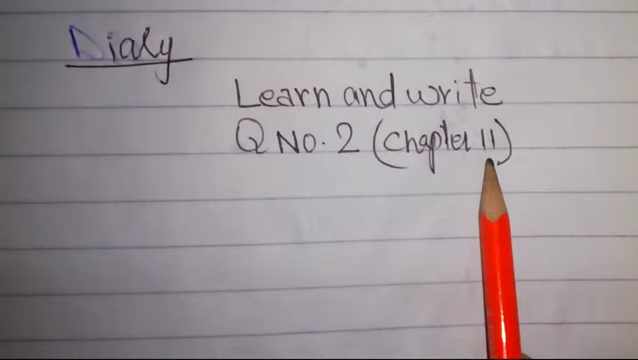 Dialy
Learn and write
Q No. 2 (Chapter 11)